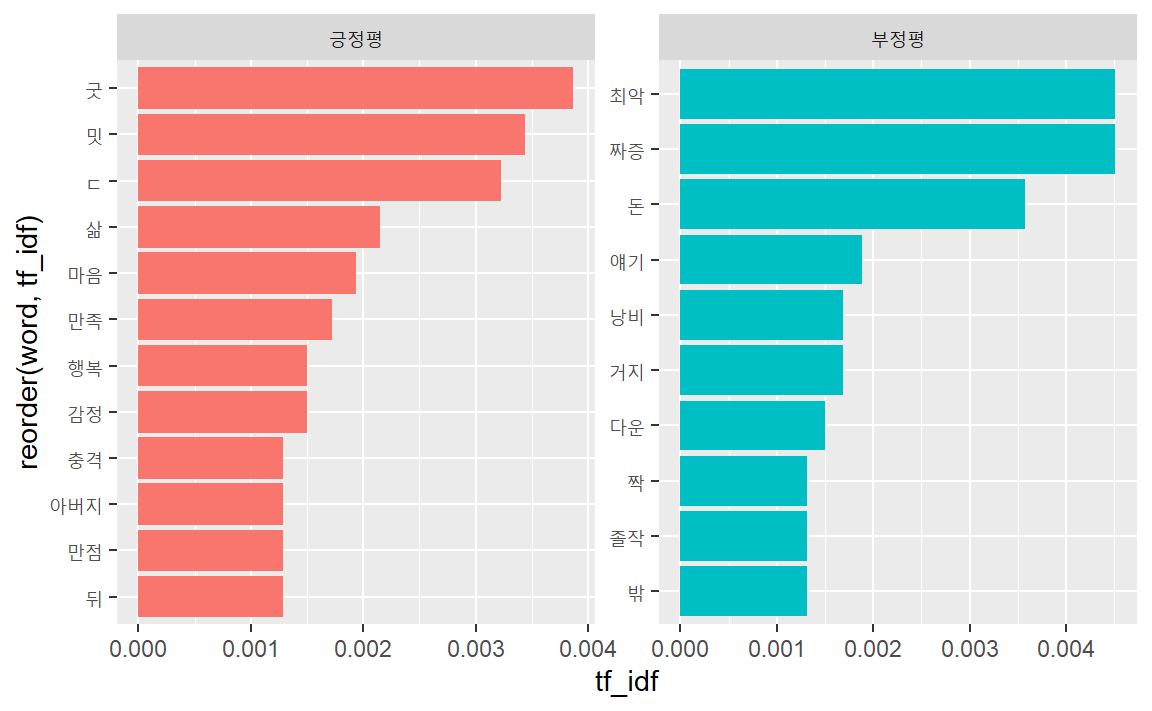 긍정평
부정평
굿
밋
ㄷ
삶
마음
만족
행복
감정
충격
아버지
만점
뒤
최악
짜증
돈
얘기
낭비
거지
다운
짝
졸작
밖
0.000 0.001 0.002 0.003 0.004
0.000 0.001 0.002 0.003 0.004
tf_idf
reorder(word, tf_idf)